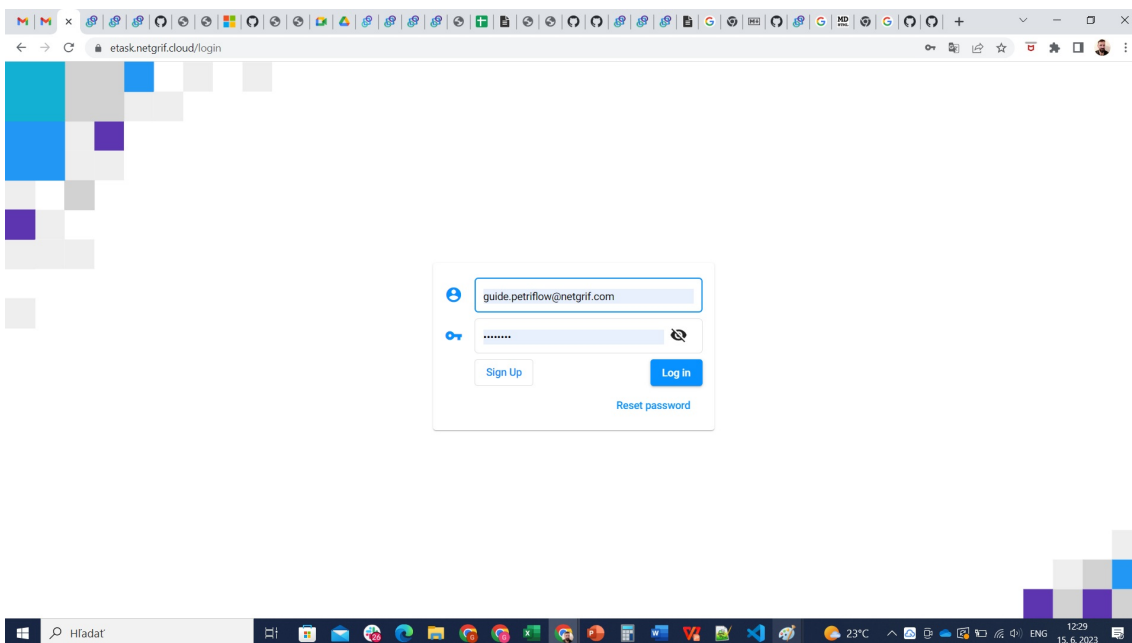 etask.netgrif.cloud/login
guide.petriflow@netgrif.com
........
Sign Up
Log in
Reset password
Hľadať
23°C
ENG
12:29
15. 6. 2023